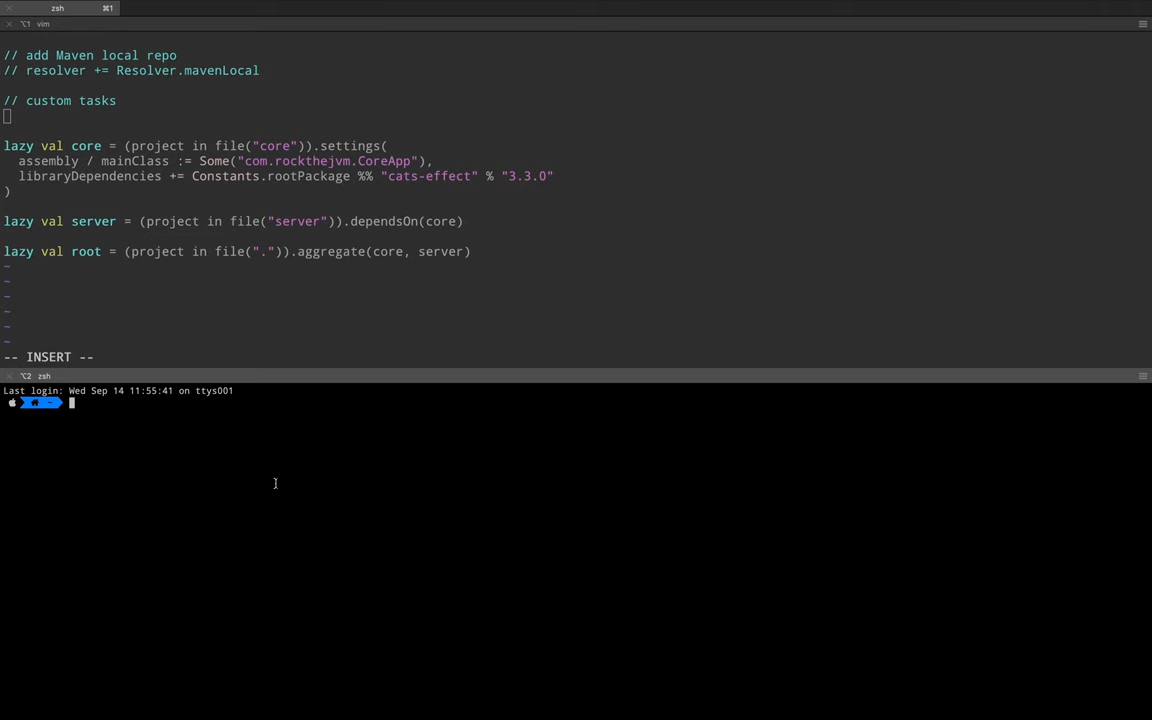 zsh ⌘1
⌥1 vim
// add Maven local repo
// resolver += Resolver.mavenLocal
// custom tasks
lazy val core = (project in file("core")).settings(
  assembly / mainClass := Some("com.rockthejvm.CoreApp"),
  libraryDependencies += Constants.rootPackage %% "cats-effect" % "3.3.0"
)
lazy val server = (project in file("server")).dependsOn(core)
lazy val root = (project in file(".")).aggregate(core, server)
~
~
~
~
~
~
-- INSERT --
⌥2 zsh
Last login: Wed Sep 14 11:55:41 on ttys001
~